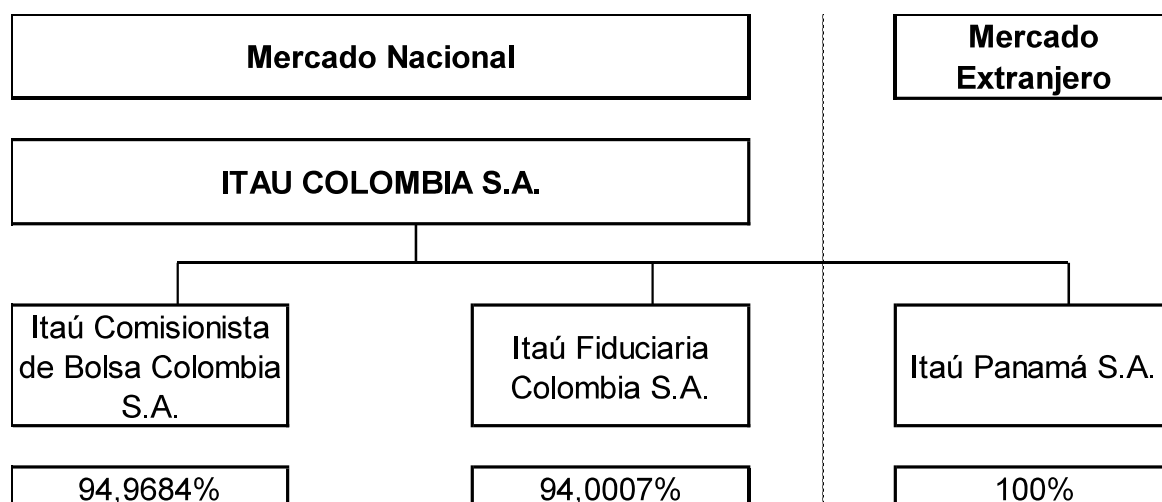 Mercado Nacional
Mercado
Extranjero
ITAU COLOMBIA S.A.
Itaú Comisionista
de Bolsa Colombia
S.A.
Itaú Fiduciaria
Colombia S.A.
Itaú Panamá S.A.
94,9684%
94,0007%
100%